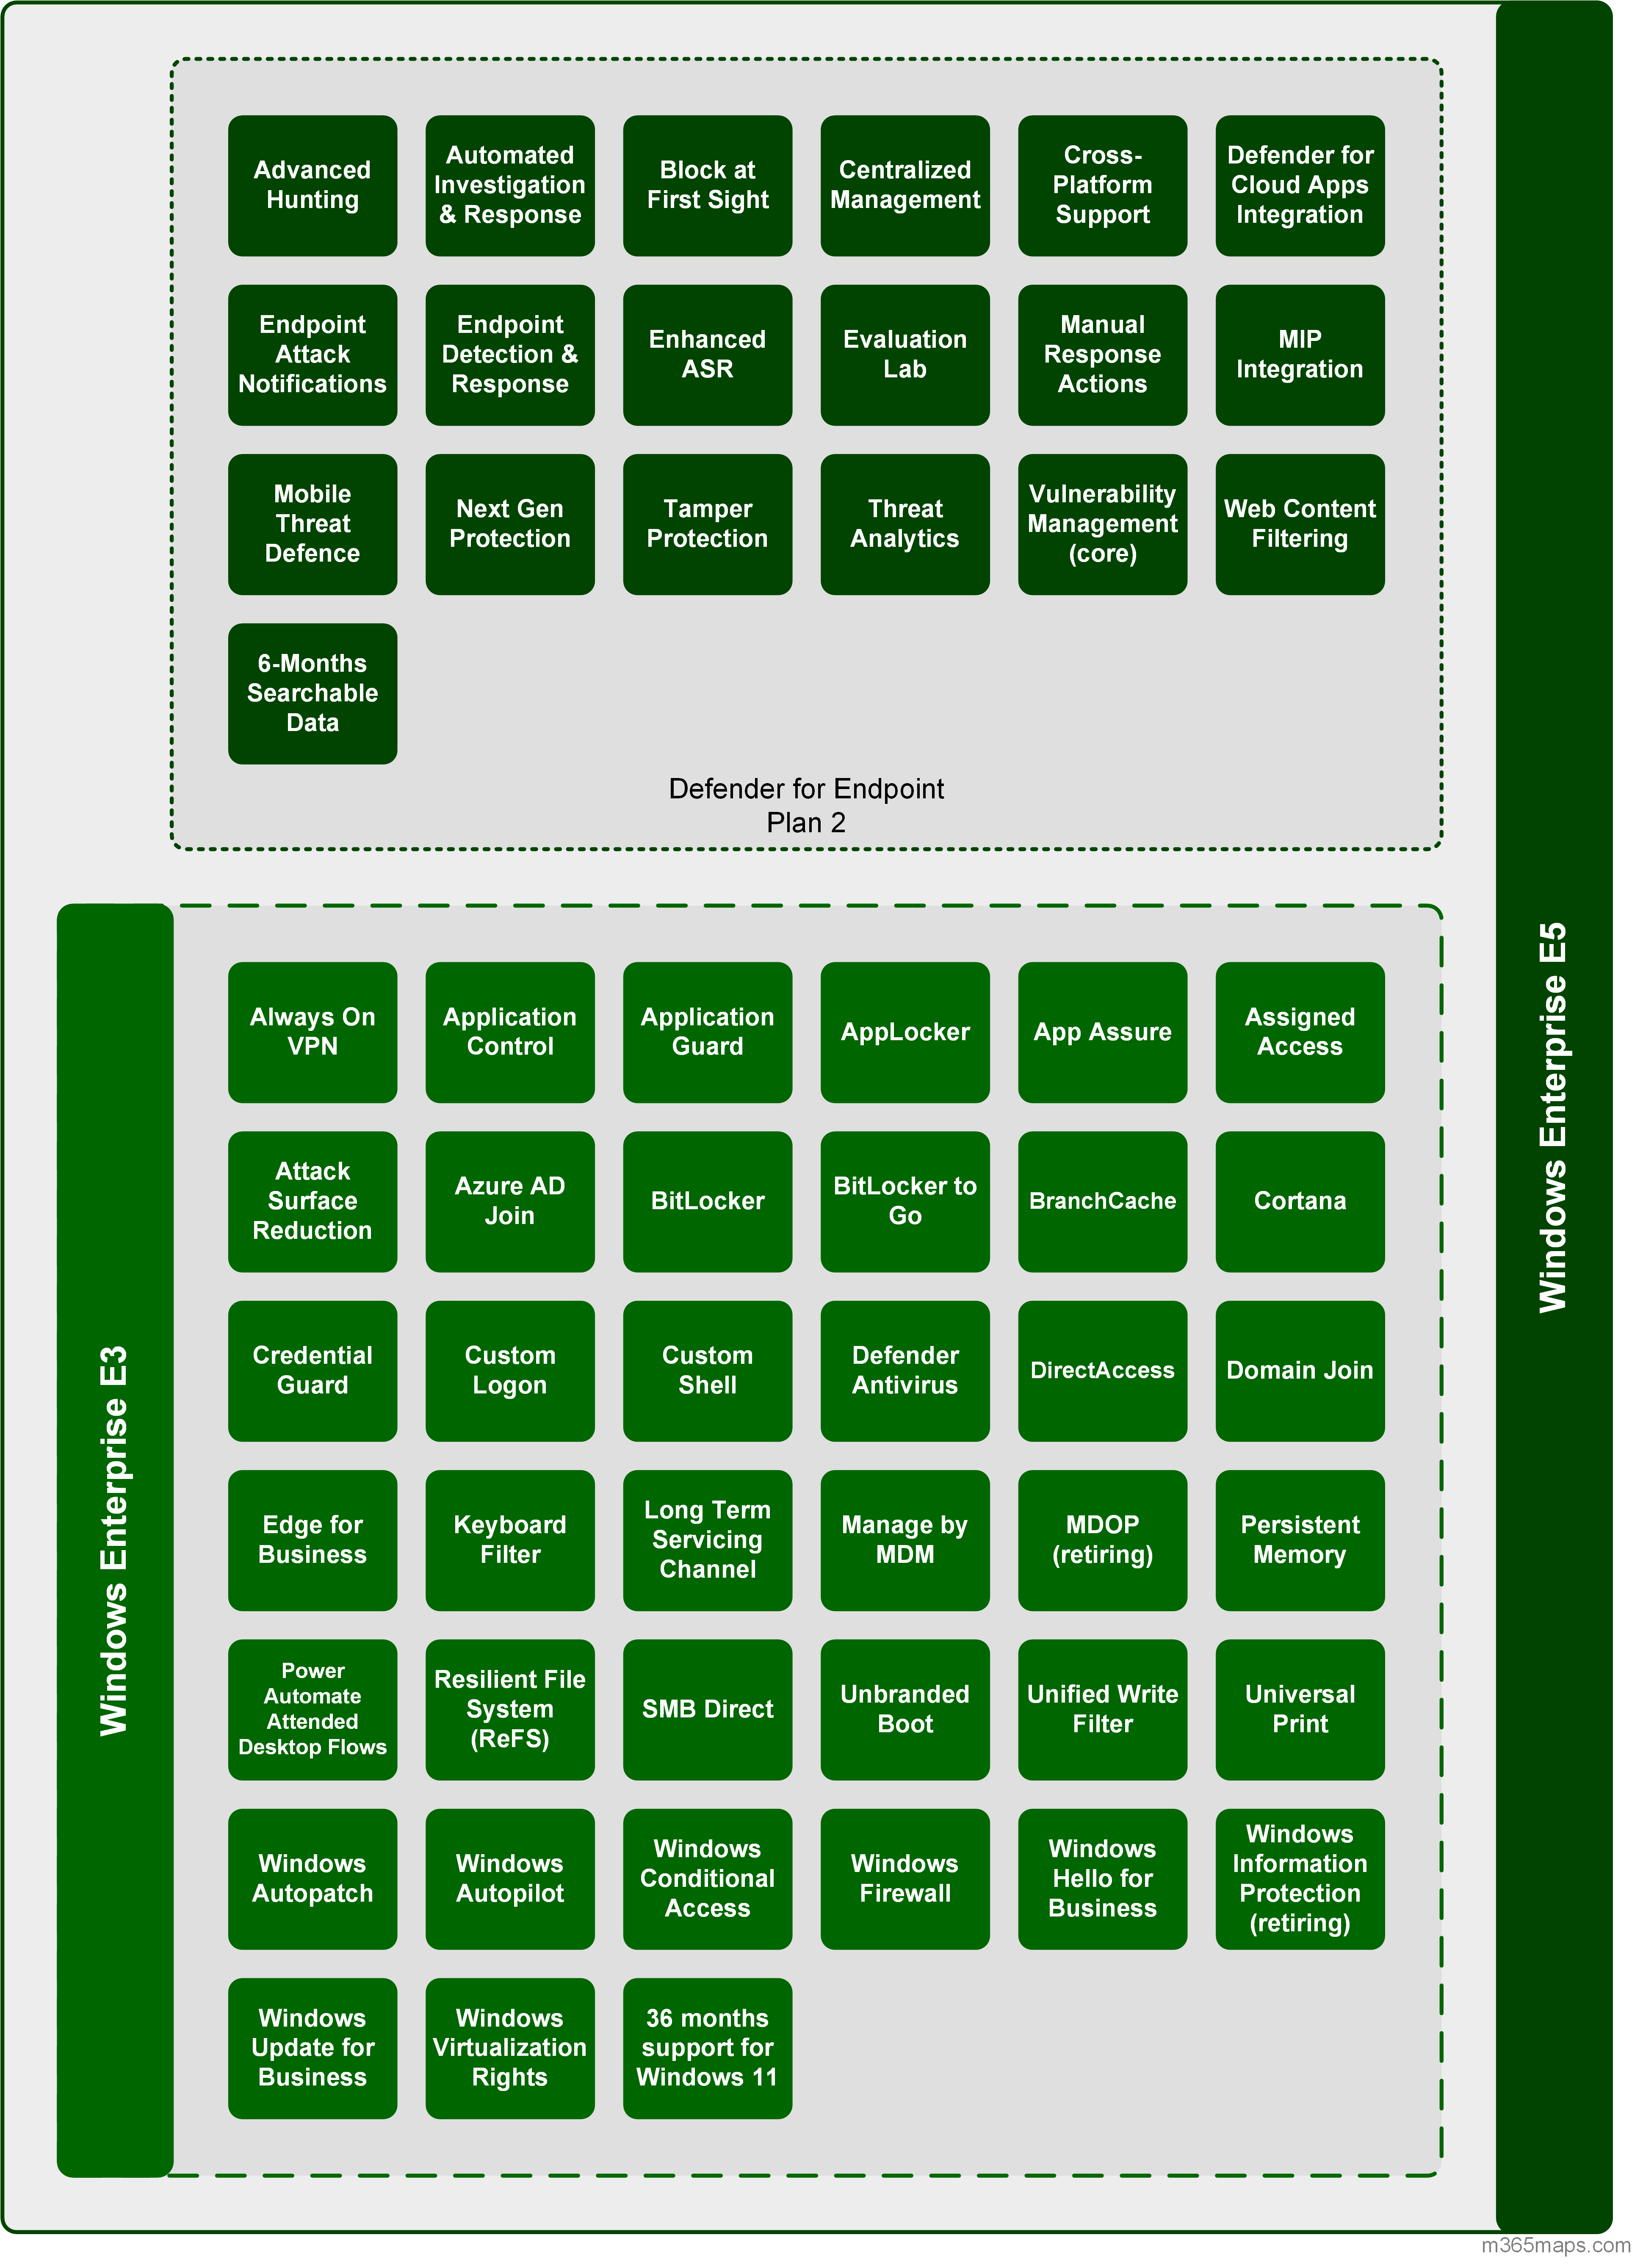 Advanced
Hunting
Automated
Investigation
& Response
Block at
First Sight
Centralized
Management
Cross-
Platform
Support
Defender for
Cloud Apps
Integration
Endpoint
Attack
Notifications
Endpoint
Detection &
Response
Enhanced
ASR
Evaluation
Lab
Manual
Response
Actions
MIP
Integration
Mobile
Threat
Defence
Next Gen
Protection
Tamper
Protection
Threat
Analytics
Vulnerability
Management
(core)
Web Content
Filtering
6-Months
Searchable
Data
Defender for Endpoint
Plan 2
Windows Enterprise E5
Windows Enterprise E3
Always On
VPN
Application
Control
Application
Guard
AppLocker
App Assure
Assigned
Access
Attack
Surface
Reduction
Azure AD
Join
BitLocker
BitLocker to
Go
BranchCache
Cortana
Credential
Guard
Custom
Logon
Custom
Shell
Defender
Antivirus
DirectAccess
Domain Join
Edge for
Business
Keyboard
Filter
Long Term
Servicing
Channel
Manage by
MDM
MDOP
(retiring)
Persistent
Memory
Power
Automate
Attended
Desktop Flows
Resilient File
System
(ReFS)
SMB Direct
Unbranded
Boot
Unified Write
Filter
Universal
Print
Windows
Autopatch
Windows
Autopilot
Windows
Conditional
Access
Windows
Firewall
Windows
Hello for
Business
Windows
Information
Protection
(retiring)
Windows
Update for
Business
Windows
Virtualization
Rights
36 months
support for
Windows 11
m365maps.com